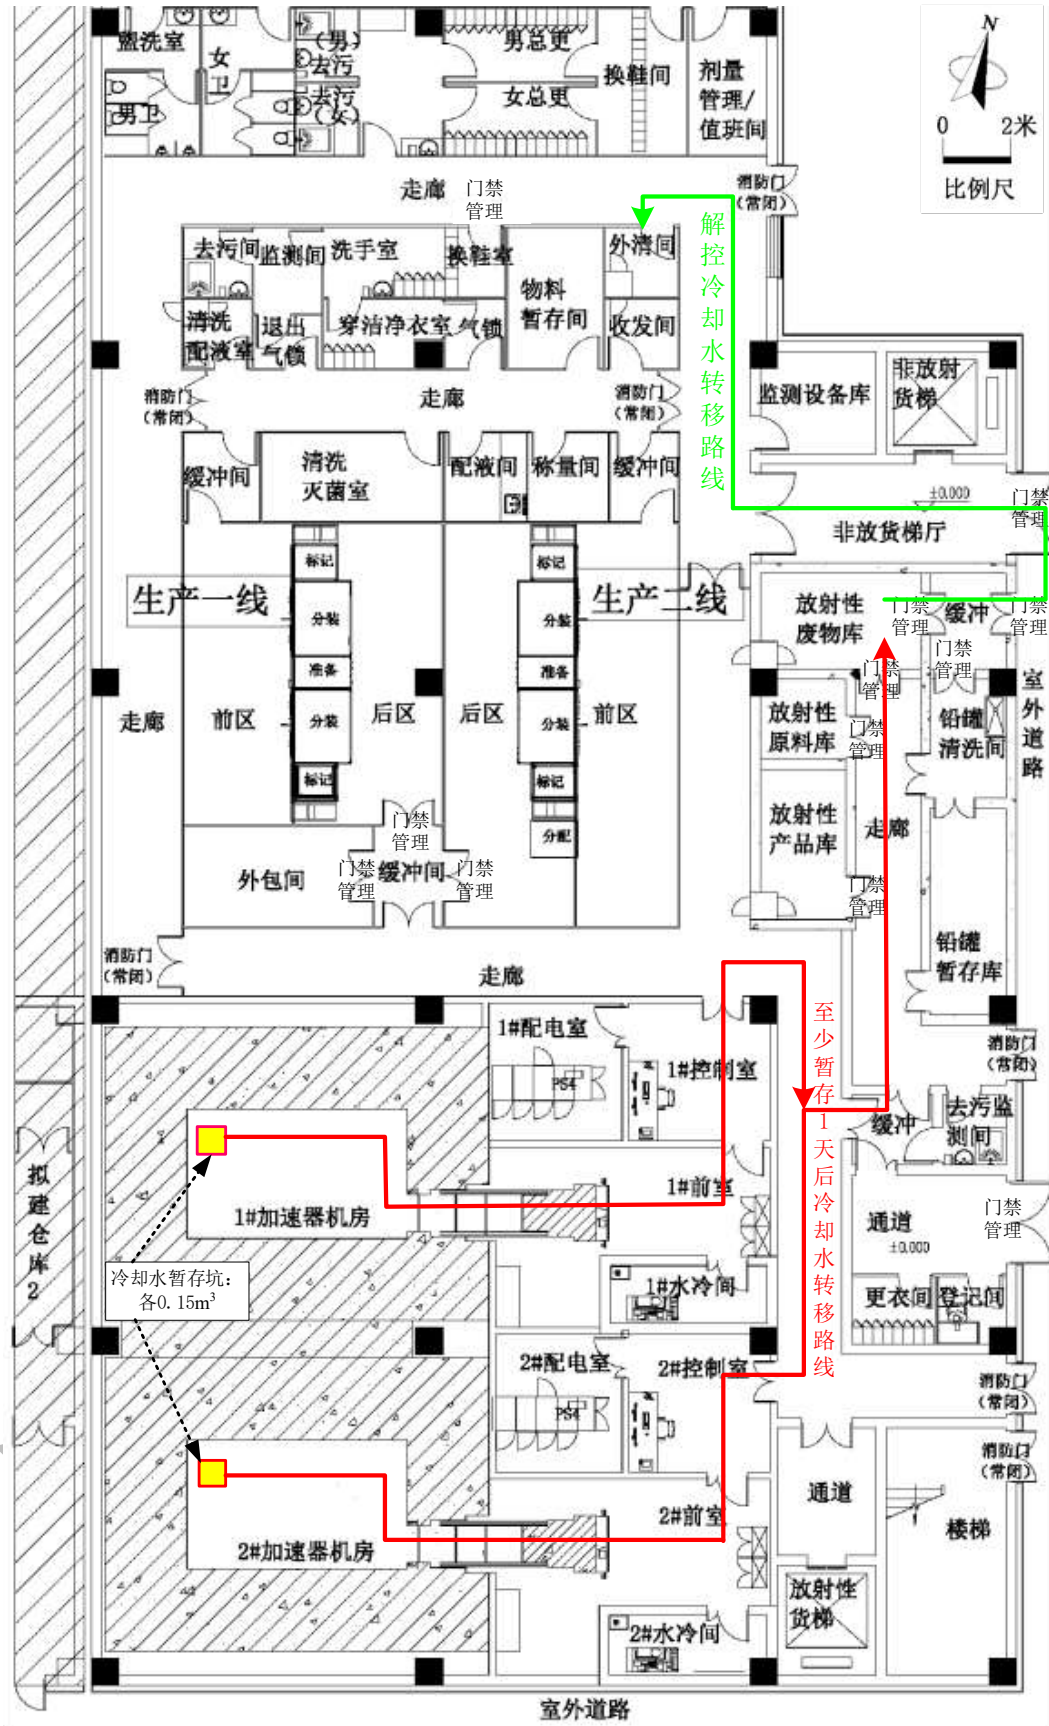 盥洗室
女
卫
男卫
(男)
去污
去污
(女)
男总更
女总更
换鞋间
剂量
管理/
值班间
N
0 2米
比例尺
走廊
门禁
管理
消防门
(常闭)
去污间
监测间
洗手室
换鞋室
外清间
物料
暂存间
清洗
配液室
退出
气锁
穿洁净衣室
气锁
收发间
解控冷却水转移路线
监测设备库
非放射
货梯
消防门
(常闭)
走廊
消防门
(常闭)
缓冲间
清洗
灭菌室
配液间
称量间
缓冲间
±0.000
门禁
管理
非放货梯厅
标记
标记
生产一线
分装
分装
生产二线
准备
准备
放射性
废物库
门禁
管理
缓冲
门禁
管理
门禁
管理
门禁
管理
走廊
前区
分装
后区
后区
分装
前区
标记
标记
分配
放射性
原料库
门禁
管理
铅罐
清洗间
室外道路
放射性
产品库
走廊
门禁
管理
外包间
门禁
管理
缓冲间
门禁
管理
门禁
管理
铅罐
暂存库
消防门
(常闭)
走廊
1#配电室
PS4
1#控制室
至少暂存1天后冷却水转移路线
消防门
(常闭)
缓冲
去污监
测间
拟建仓库2
1#加速器机房
1#前室
通道
±0.000
门禁
管理
冷却水暂存坑:
各0.15m³
1#水冷间
更衣间
登记间
2#配电室
PS4
2#控制室
消防门
(常闭)
消防门
(常闭)
2#加速器机房
2#前室
通道
楼梯
放射性
货梯
2#水冷间
室外道路